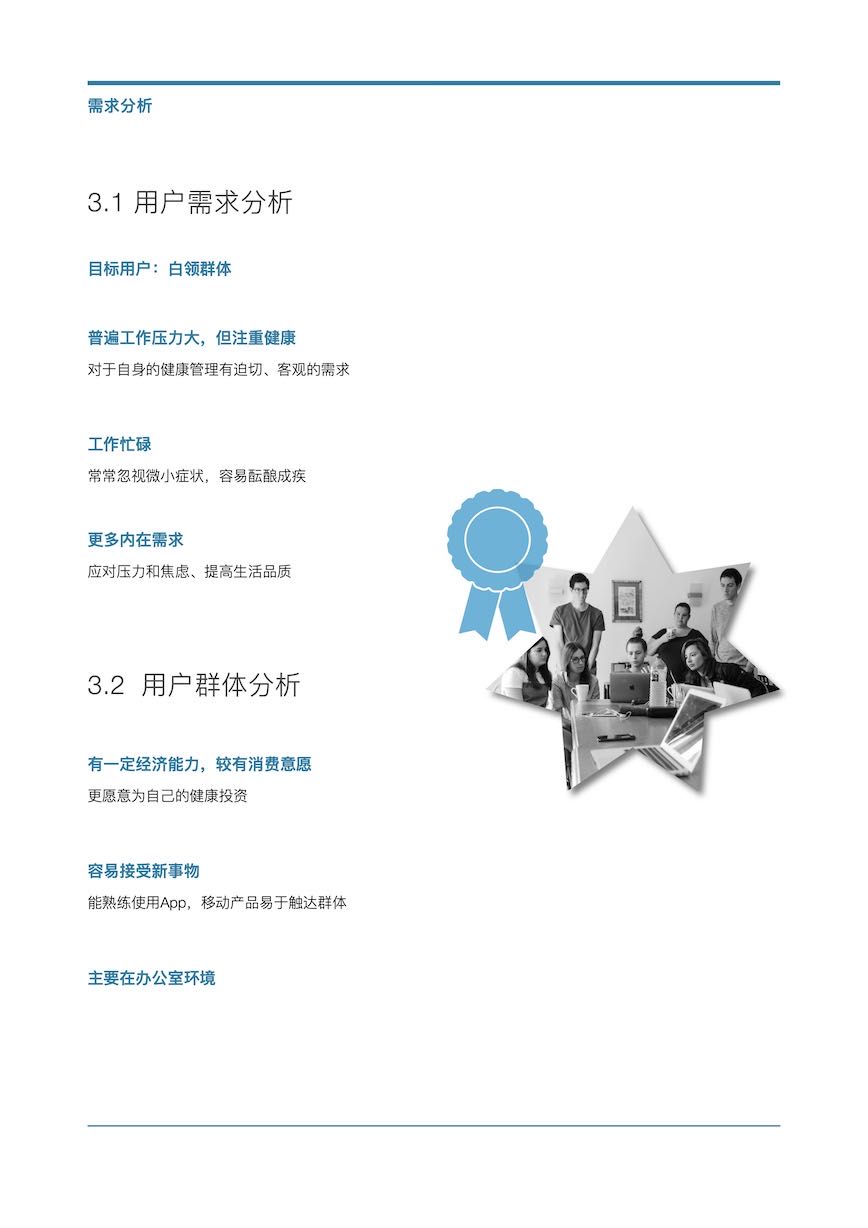 需求分析
3.1 用户需求分析
目标用户：白领群体
普遍工作压力大，但注重健康
对于自身的健康管理有迫切、客观的需求
工作忙碌
常常忽视微小症状，容易酝酿成疾
更多内在需求
应对压力和焦虑、提高生活品质
3.2 用户群体分析
有一定经济能力，较有消费意愿
更愿意为自己的健康投资
容易接受新事物
能熟练使用App，移动产品易于触达群体
主要在办公室环境